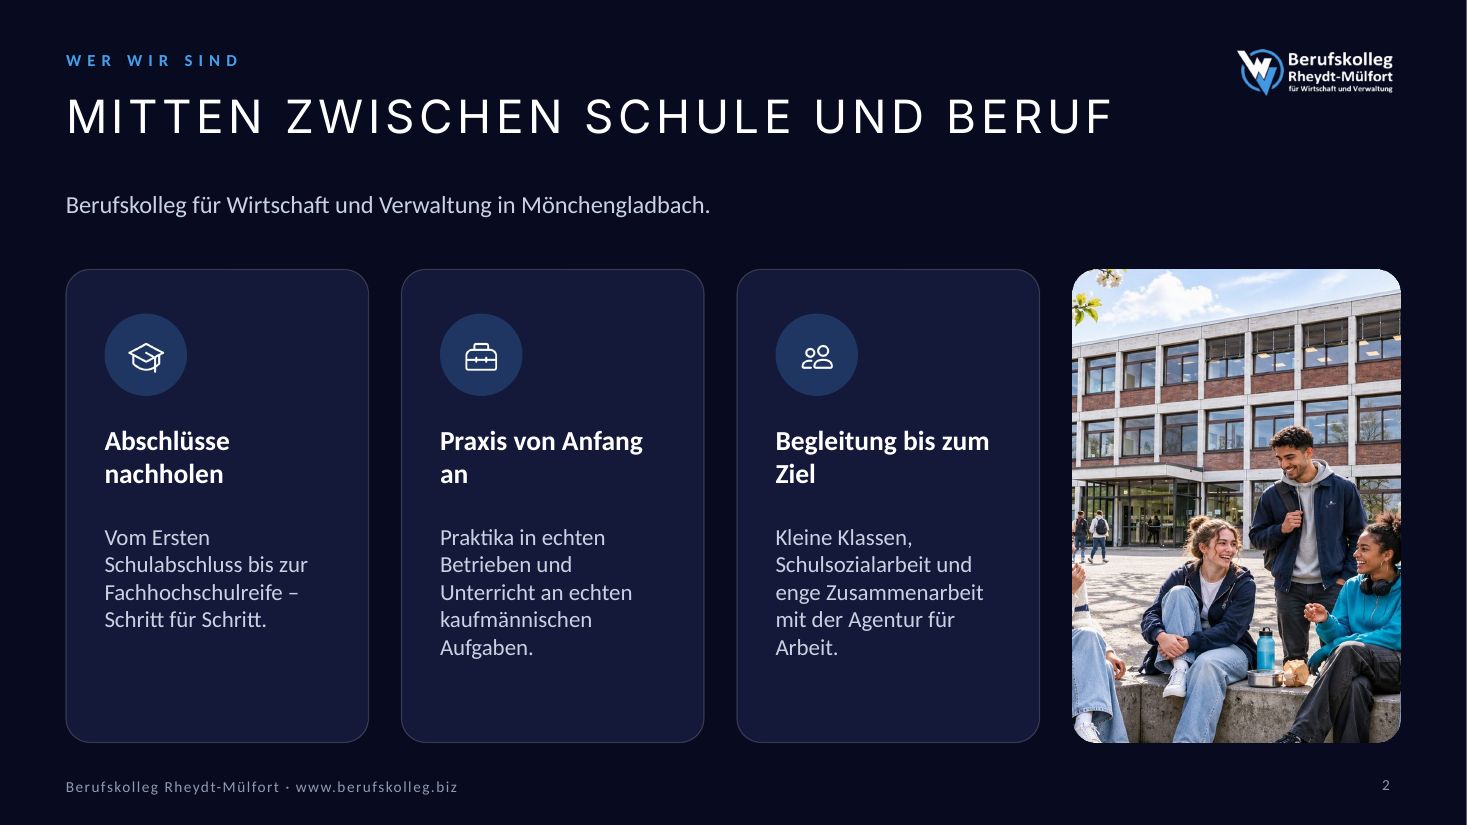 WER WIR SIND
MITTEN ZWISCHEN SCHULE UND BERUF
Berufskolleg
Rheydt-Mülfort
für Wirtschaft und Verwaltung
Berufskolleg für Wirtschaft und Verwaltung in Mönchengladbach.
Abschlüsse
nachholen
Vom Ersten
Schulabschluss bis zur
Fachhochschulreife –
Schritt für Schritt.
Praxis von Anfang
an
Praktika in echten
Betrieben und
Unterricht an echten
kaufmännischen
Aufgaben.
Begleitung bis zum
Ziel
Kleine Klassen,
Schulsozialarbeit und
enge Zusammenarbeit
mit der Agentur für
Arbeit.
Berufskolleg Rheydt-Mülfort · www.berufskolleg.biz
2